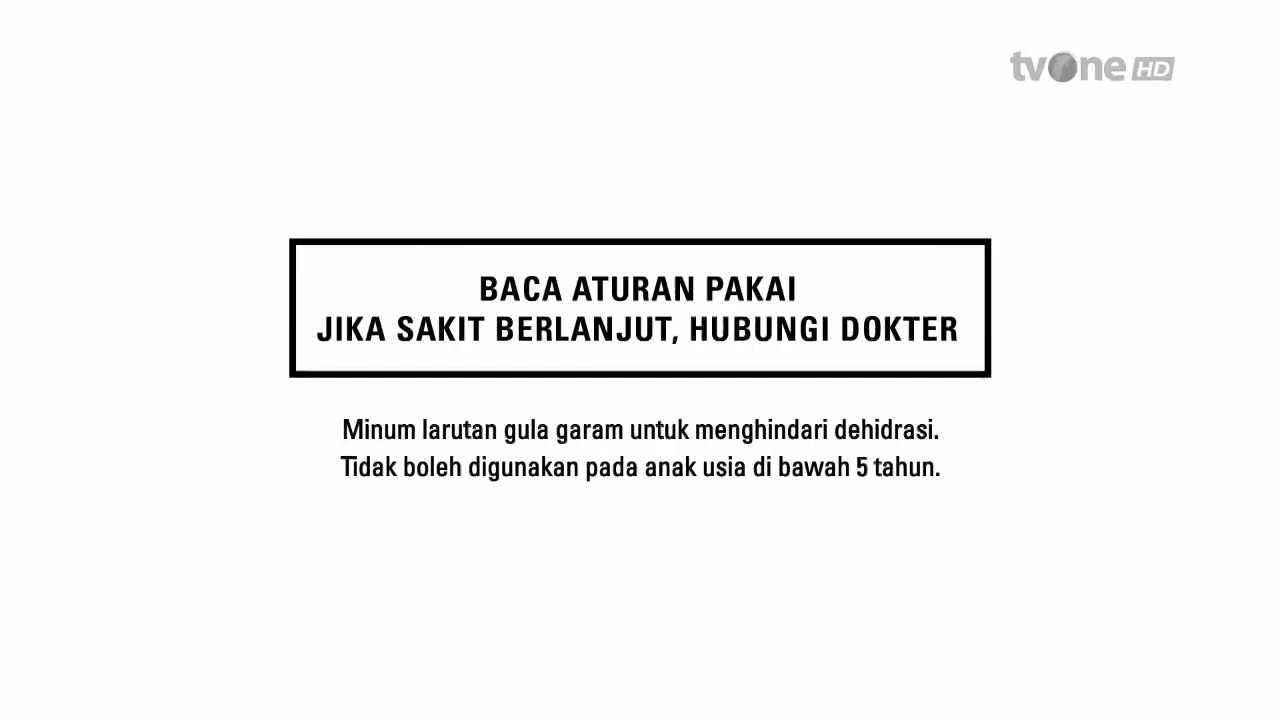 tvOne HD
BACA ATURAN PAKAI
JIKA SAKIT BERLANJUT, HUBUNGI DOKTER
Minum larutan gula garam untuk menghindari dehidrasi.
Tidak boleh digunakan pada anak usia di bawah 5 tahun.